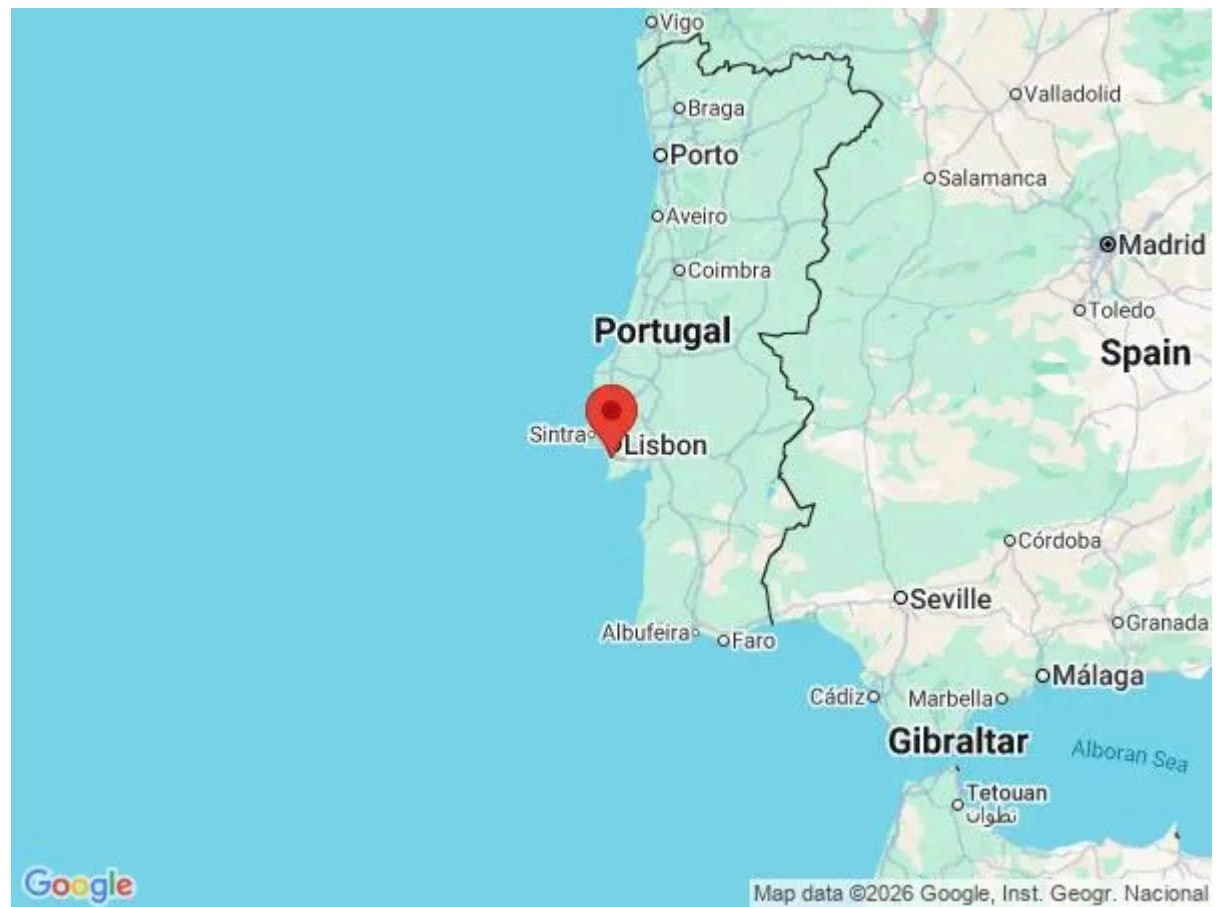 Vigo
Braga
Valladolid
Porto
Salamanca
Aveiro
Madrid
Coimbra
Toledo
Portugal
Spain
Sintra
Lisbon
Córdoba
Seville
Granada
Albufeira
Faro
Málaga
Cádiz
Marbella
Gibraltar
Alboran Sea
Tetouan
تطوان
Google
Map data ©2026 Google, Inst. Geogr. Nacional